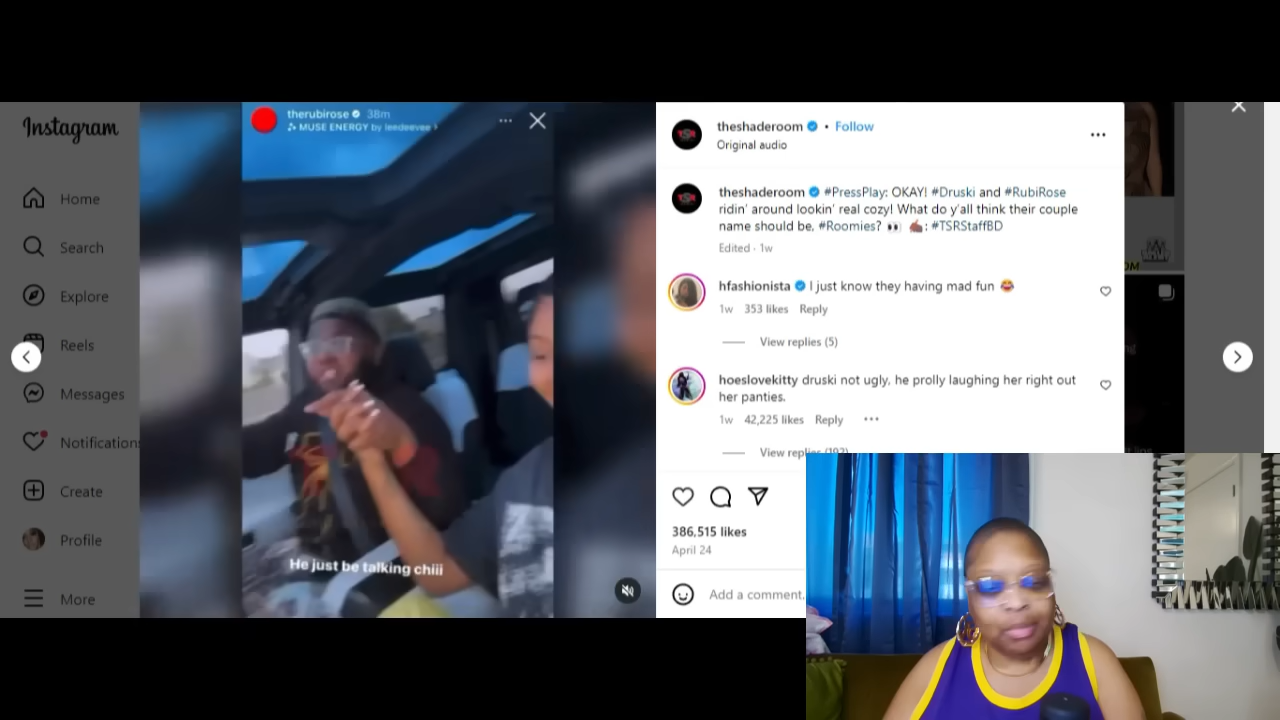 Instagram
Home
Search
Explore
Reels
Messages
Notifications
Create
Profile
More
therubirose 38m
MUSE ENERGY by
He just be talking chiii
theshaderoom • Follow
Original audio
theshaderoom #PressPlay: OKAY! #Druski and #RubiRose
ridin' around lookin' real cozy! What do y'all think their couple
name should be, #Roomies? 👀 ✍🏾: #TSRStaffBD
Edited · 1w
hfashionista I just know they having mad fun 😂
1w 353 likes Reply
View replies (5)
hoeslovekitty druski not ugly, he prolly laughing her right out
her panties.
1w 42,225 likes Reply •••
View replies
386,515 likes
April 24
Add a comment.